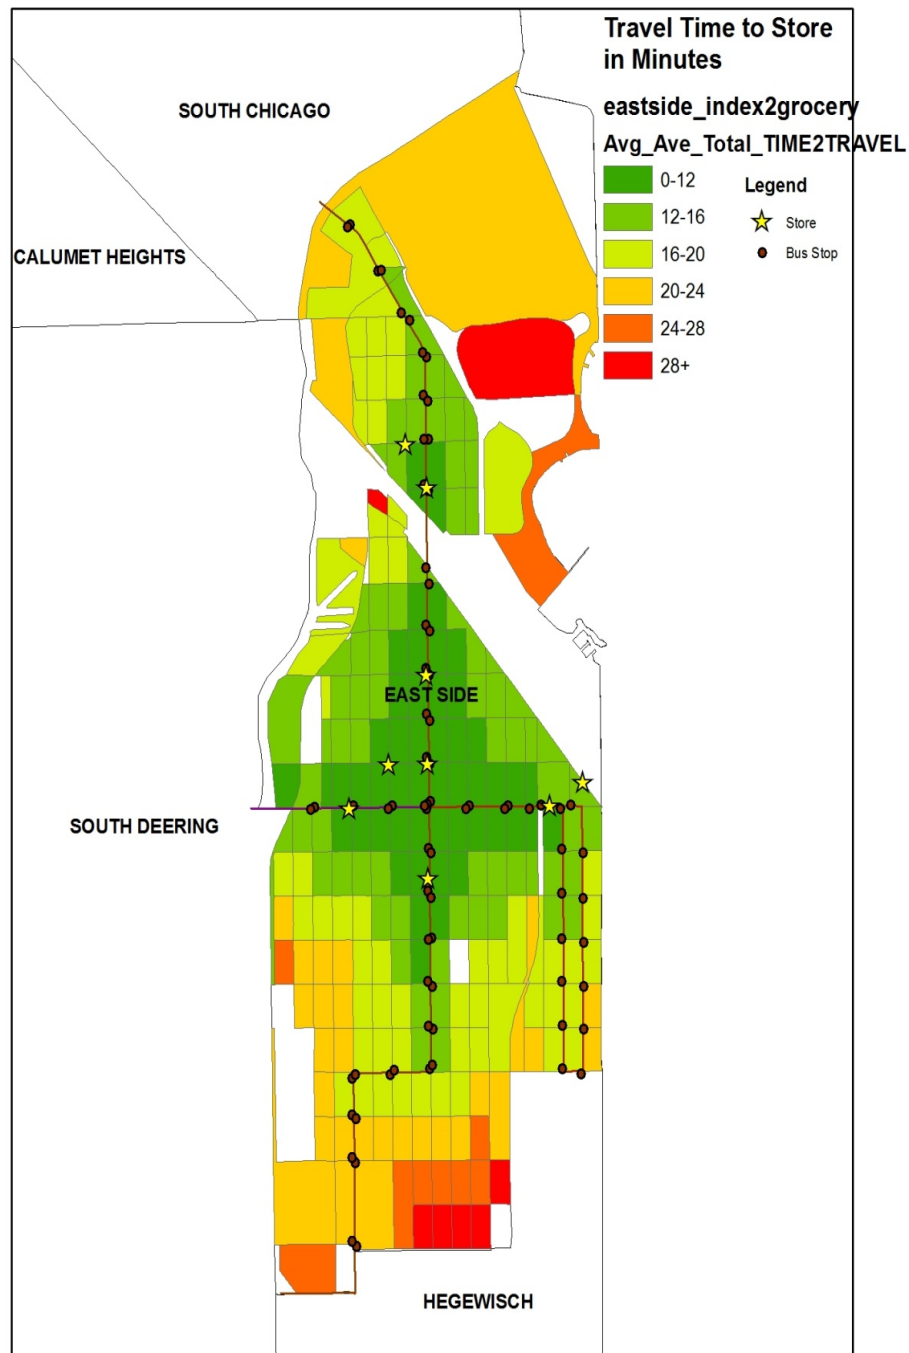 Travel Time to Store
in Minutes
eastside_index2grocery
Avg_Ave_Total_TIME2TRAVEL
0-12
12-16
16-20
20-24
24-28
28+
Legend
Store
Bus Stop
SOUTH CHICAGO
CALUMET HEIGHTS
EAST SIDE
SOUTH DEERING
HEGEWISCH